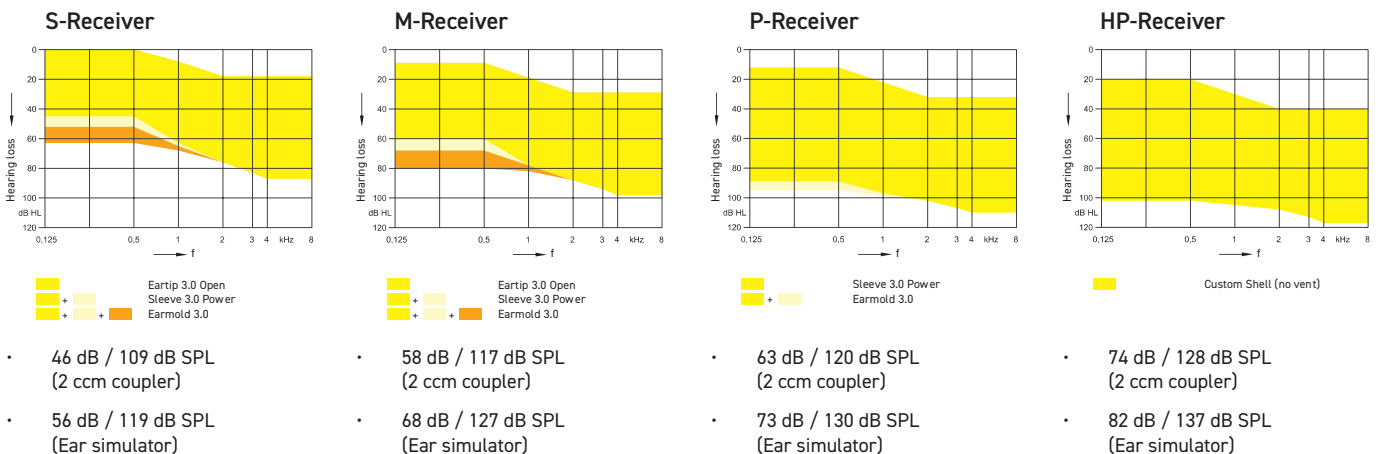 S-Receiver
0
20
40
60
80
100
dB HL
120
Hearing loss
0,125
0,5
1
2
3
4
kHz
8
f
Eartip 3.0 Open
+ Sleeve 3.0 Power
+ + Earmold 3.0
· 46 dB / 109 dB SPL
(2 ccm coupler)
· 56 dB / 119 dB SPL
(Ear simulator)
M-Receiver
0
20
40
60
80
100
dB HL
120
Hearing loss
0,125
0,5
1
2
3
4
kHz
8
f
Eartip 3.0 Open
+ Sleeve 3.0 Power
+ + Earmold 3.0
· 58 dB / 117 dB SPL
(2 ccm coupler)
· 68 dB / 127 dB SPL
(Ear simulator)
P-Receiver
0
20
40
60
80
100
dB HL
120
Hearing loss
0,125
0,5
1
2
3
4
kHz
8
f
Sleeve 3.0 Power
+ Earmold 3.0
· 63 dB / 120 dB SPL
(2 ccm coupler)
· 73 dB / 130 dB SPL
(Ear simulator)
HP-Receiver
0
20
40
60
80
100
dB HL
120
Hearing loss
0,125
0,5
1
2
3
4
kHz
8
f
Custom Shell (no vent)
· 74 dB / 128 dB SPL
(2 ccm coupler)
· 82 dB / 137 dB SPL
(Ear simulator)